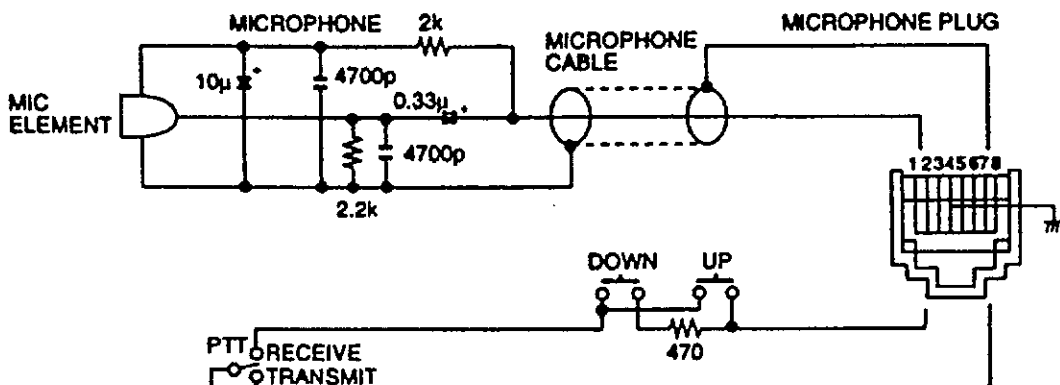 MICROPHONE
2k
MICROPHONE PLUG
MICROPHONE
CABLE
10μ +
4700p
0.33μ +
MIC
ELEMENT
4700p
2.2k
12345678
DOWN
UP
470
PTT
RECEIVE
TRANSMIT